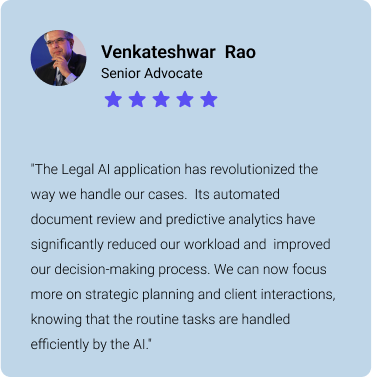 Venkateshwar  Rao
Senior Advocate
"The Legal AI application has revolutionized the
way we handle our cases.  Its automated
document review and predictive analytics have
significantly reduced our workload and  improved
our decision-making process. We can now focus
more on strategic planning and client interactions,
knowing that the routine tasks are handled
efficiently by the AI."